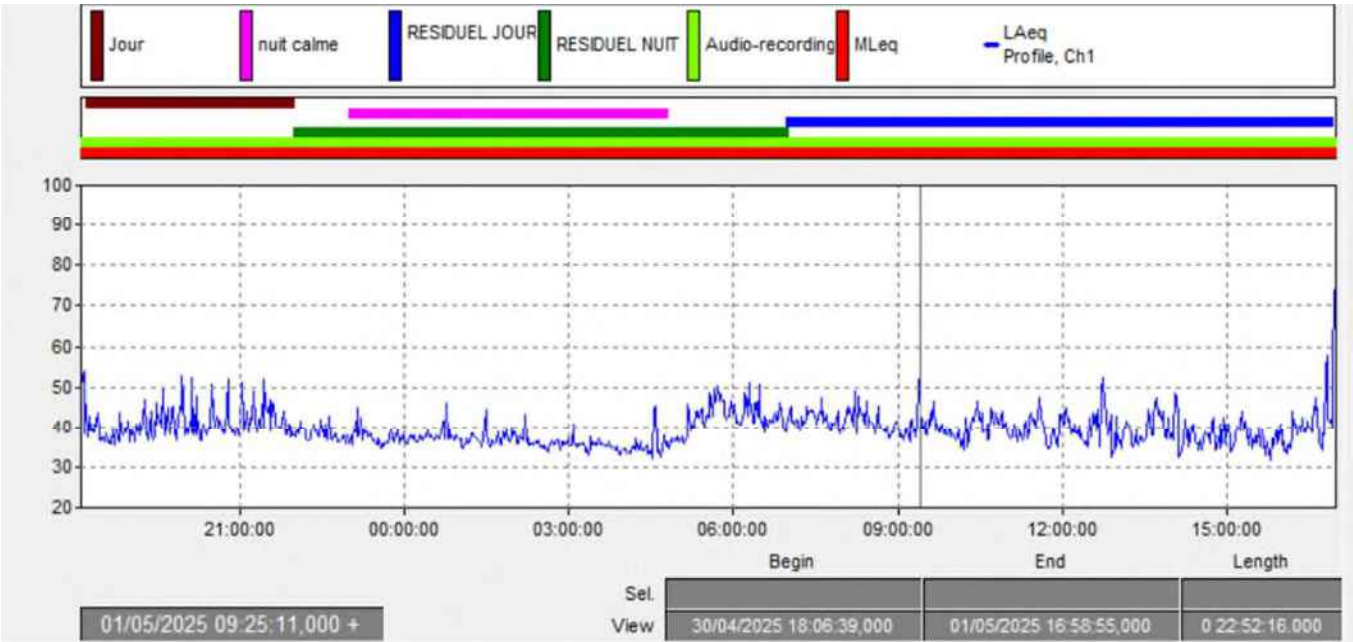 Jour
nuit calme
RESIDUEL JOUR
RESIDUEL NUIT
Audio-recording
MLeq
LAeq
Profile, Ch1
100
90
80
70
60
50
40
30
20
21:00:00 00:00:00 03:00:00 06:00:00 09:00:00 12:00:00 15:00:00
Begin End Length
Sel.
01/05/2025 09:25:11,000 + View 30/04/2025 18:06:39,000 01/05/2025 16:58:55,000 0 22:52:16.000